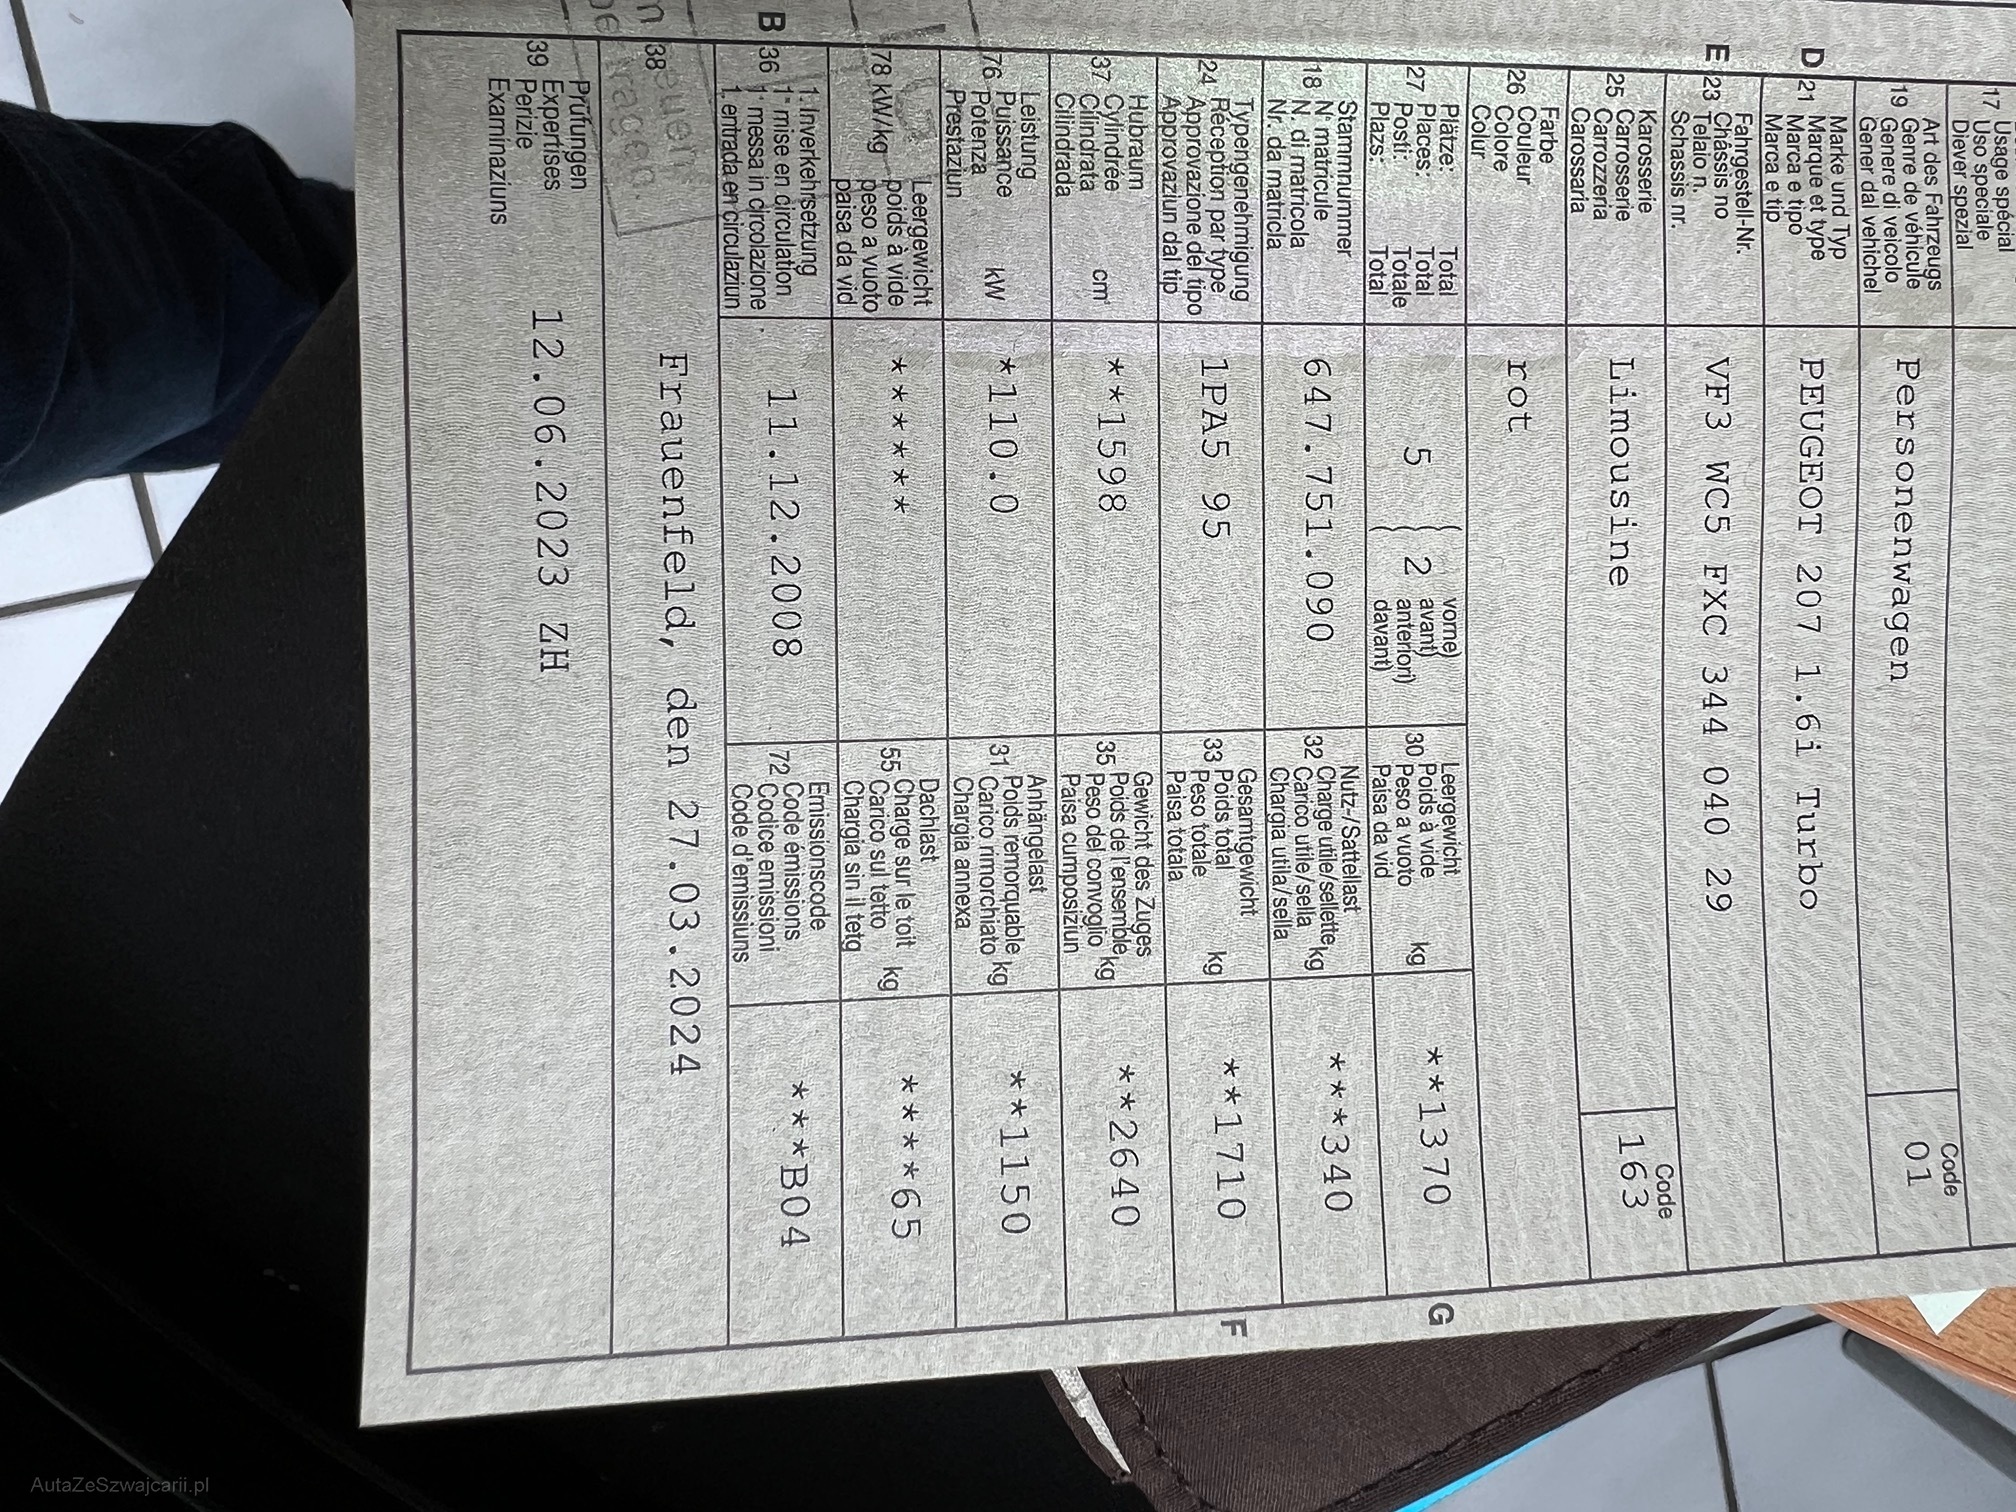 17 Usage spécial
Uso speciale
Diever spezial
Art des Fahrzeugs
19 Genre de véhicule
Genere di veicolo
Gener dal vehichel
Personenwagen
Code
01
D
Marke und Typ
21 Marque et type
Marca e tipo
Marca e tip
PEUGEOT 207 1.6i Turbo
E
Fahrgestell-Nr.
23 Châssis no
Telaio n.
Schassis nr.
VF3 WC5 FXC 344 040 29
Karosserie
25 Carrosserie
Carrozzeria
Carossaria
Limousine
Code
163
Farbe
26 Couleur
Colore
Colur
rot
Plätze: Total
27 Places: Total
Posti: Totale
Plazs: Total
5
2
vorne)
avant)
anteriori)
davant)
Leergewicht
30 Poids à vide
Peso a vuoto
Paisa da vid
kg
**1370
G
Stammnummer
18 N matricule
N. di matricola
Nr. da matricla
647.751.090
Nutz-/Sattellast
32 Charge utile/sellette kg
Carico utile/sella
Chargia utila/sella
***340
Typengenehmigung
24 Réception par type
Approvazione del tipo
Approvaziun dal tip
1PA5 95
Gesamtgewicht
33 Poids total
Peso totale
Paisa totala
kg
**1710
F
Hubraum
37 Cylindrée
Cilindrata
Cilindrada
cm³
**1598
Gewicht des Zuges
35 Poids de l'ensemble kg
Peso del convoglio
Paisa cumposiziun
**2640
Leistung
76 Puissance
Potenza
Prestaziun
kW
*110.0
Anhängelast
31 Poids remorquable kg
Carico rimorchiato
Chargia annexa
**1150
78 kW/kg
Leergewicht
poids à vide
peso a vuoto
paisa da vid
*****
Dachlast
55 Charge sur le toit
Carico sul tetto
Chargia sin il tetg
kg
****65
B
1. Inverkehrsetzung
36 1re mise en circulation
1a messa in circolazione
1. entrada en circulaziun
11.12.2008
Emissionscode
72 Code émissions
Codice emissioni
Code d'emissiuns
***B04
38
Frauenfeld, den 27.03.2024
Prüfungen
39 Expertises
Perizie
Examinaziuns
12.06.2023 ZH
AutaZeSzwajcarii.pl